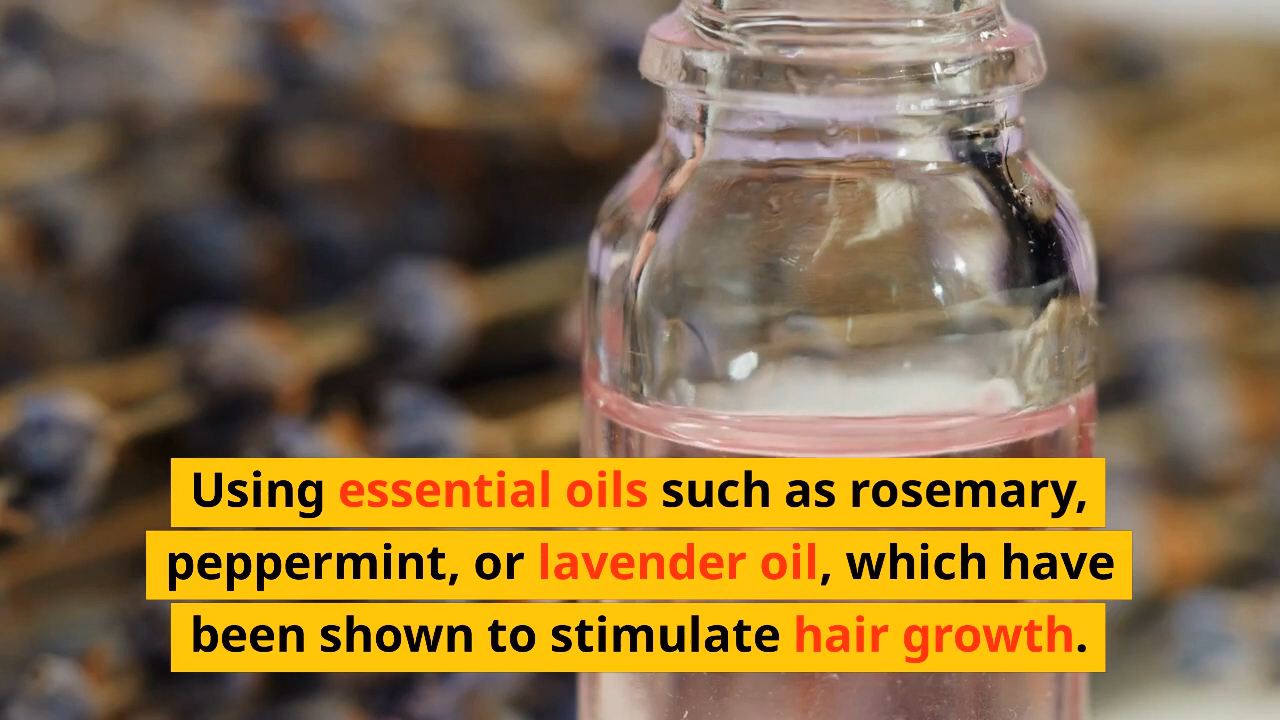 Using essential oils such as rosemary,
peppermint, or lavender oil, which have
been shown to stimulate hair growth.